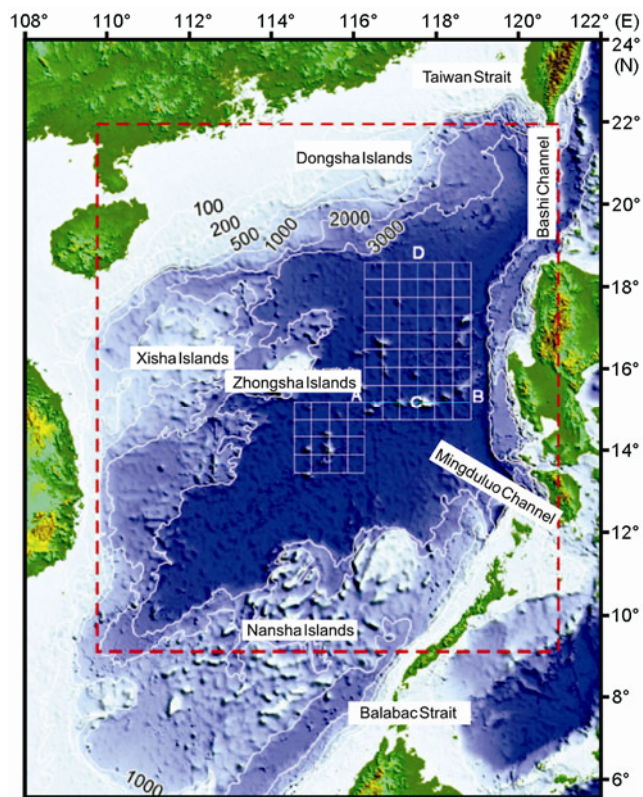 108° 110° 112° 114° 116° 118° 120° 122° (E)
24°
(N)
Taiwan Strait
22°
Dongsha Islands
Bashi Channel
100
200
500
1000
2000
3000
20°
D
18°
Xisha Islands
Zhongsha Islands
16°
A
C
B
14°
Mingduluo Channel
12°
10°
Nansha Islands
8°
Balabac Strait
1000
6°